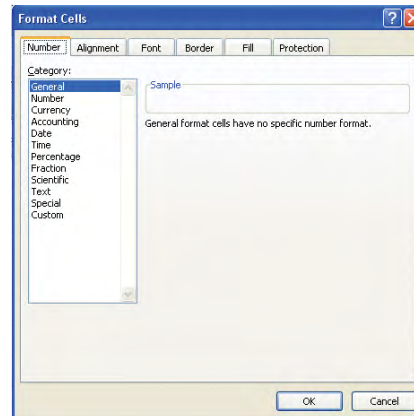 Format Cells
Number Alignment Font Border Fill Protection
Category:
General
Number
Currency
Accounting
Date
Time
Percentage
Fraction
Scientific
Text
Special
Custom
Sample
General format cells have no specific number format.
OK Cancel